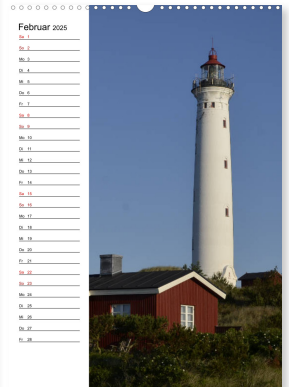 Februar 2025
Sa 1
So 2
Mo 3
Di 4
Mi 5
Do 6
Fr 7
Sa 8
So 9
Mo 10
Di 11
Mi 12
Do 13
Fr 14
Sa 15
So 16
Mo 17
Di 18
Mi 19
Do 20
Fr 21
Sa 22
So 23
Mo 24
Di 25
Mi 26
Do 27
Fr 28